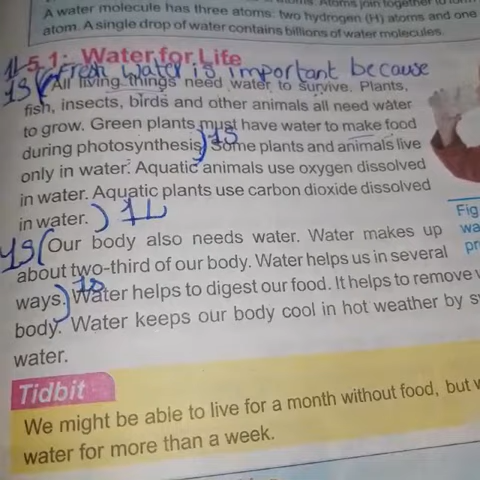 atoms. Atoms join together to form
A water molecule has three atoms: two hydrogen (H) atoms and one
atom. A single drop of water contains billions of water molecules.
5.1: Water for Life
Fresh water is important because
All living things need water to survive. Plants,
fish, insects, birds and other animals all need water
to grow. Green plants must have water to make food
during photosynthesis. Some plants and animals live
only in water. Aquatic animals use oxygen dissolved
in water. Aquatic plants use carbon dioxide dissolved
in water.
Fig
Our body also needs water. Water makes up
about two-third of our body. Water helps us in several
ways. Water helps to digest our food. It helps to remove
body. Water keeps our body cool in hot weather by
water.
Tidbit
We might be able to live for a month without food, but
water for more than a week.